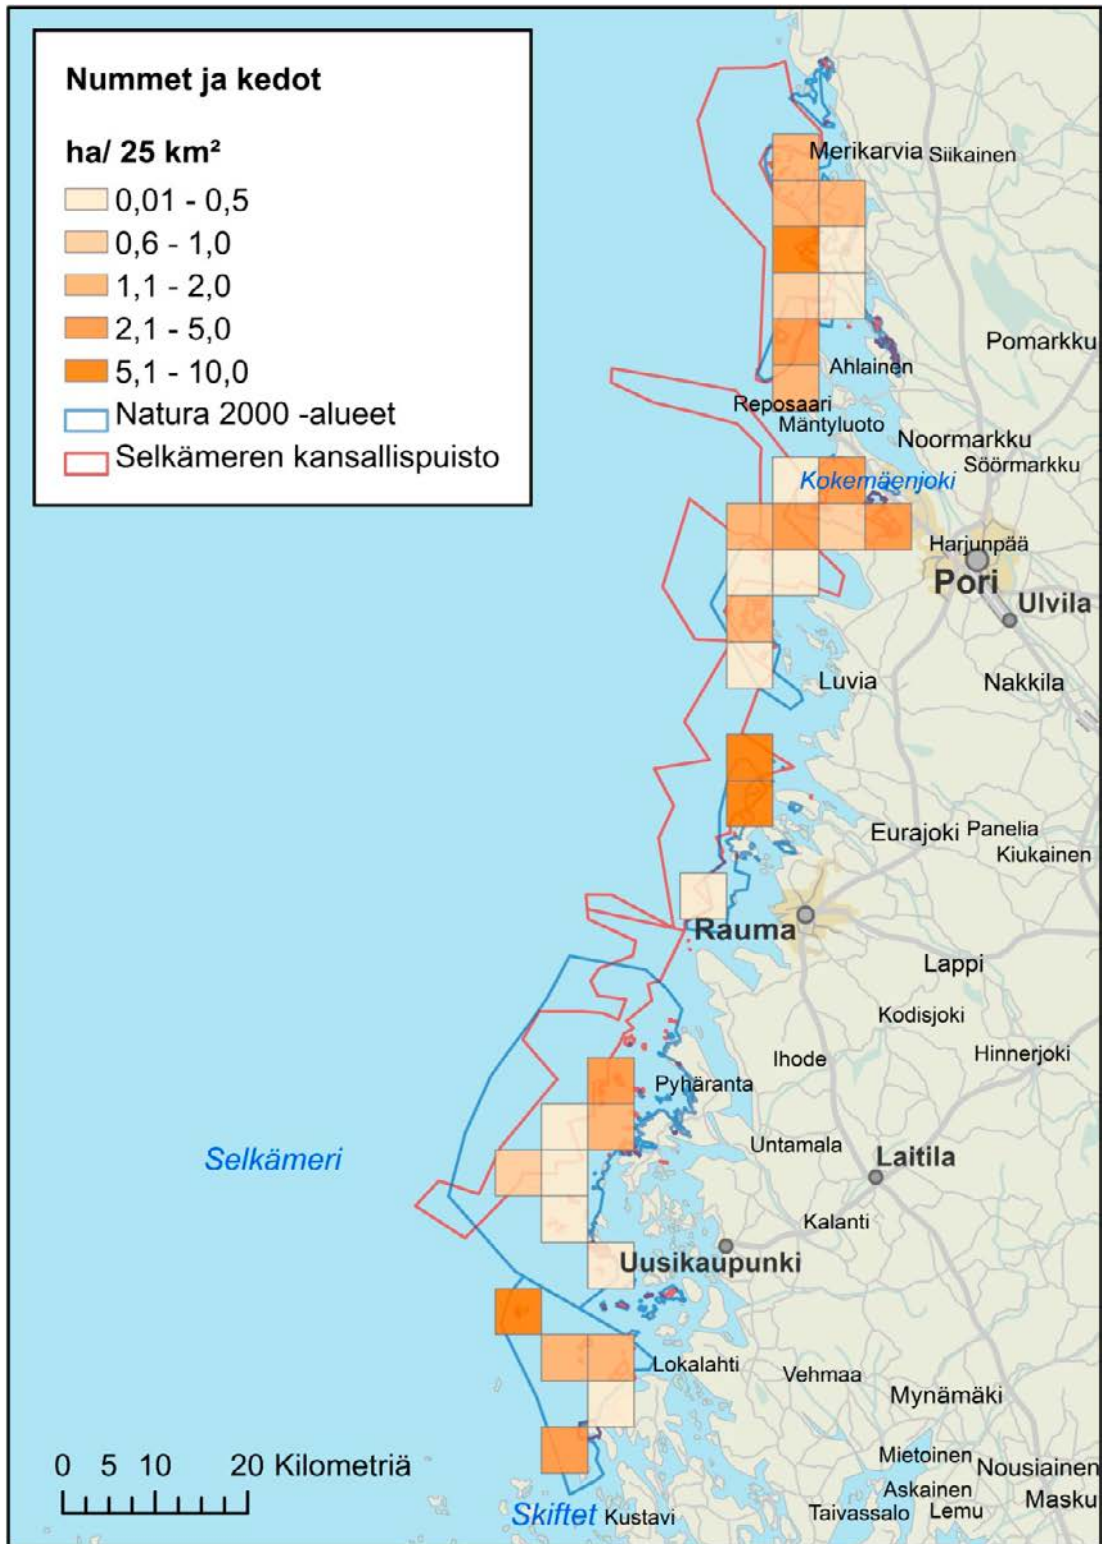 Nummet ja kedot
ha/ 25 km²
0,01 - 0,5
0,6 - 1,0
1,1 - 2,0
2,1 - 5,0
5,1 - 10,0
Natura 2000 -alueet
Selkämeren kansallispuisto
Merikarvia
Siikainen
Pomarkku
Ahlainen
Reposaari
Mäntyluoto
Noormarkku
Söörmarkku
Kokemäenjoki
Harjunpää
Pori
Ulvila
Luvia
Nakkila
Eurajoki
Panelia
Kiukainen
Rauma
Lappi
Kodisjoki
Ihode
Hinnerjoki
Pyhäranta
Untamala
Laitila
Selkämeri
Kalanti
Uusikaupunki
Lokalahti
Vehmaa
Mynämäki
Mietoinen
Nousiainen
Askainen
Masku
Taivassalo
Lemu
0 5 10 20 Kilometriä
Skiftet
Kustavi